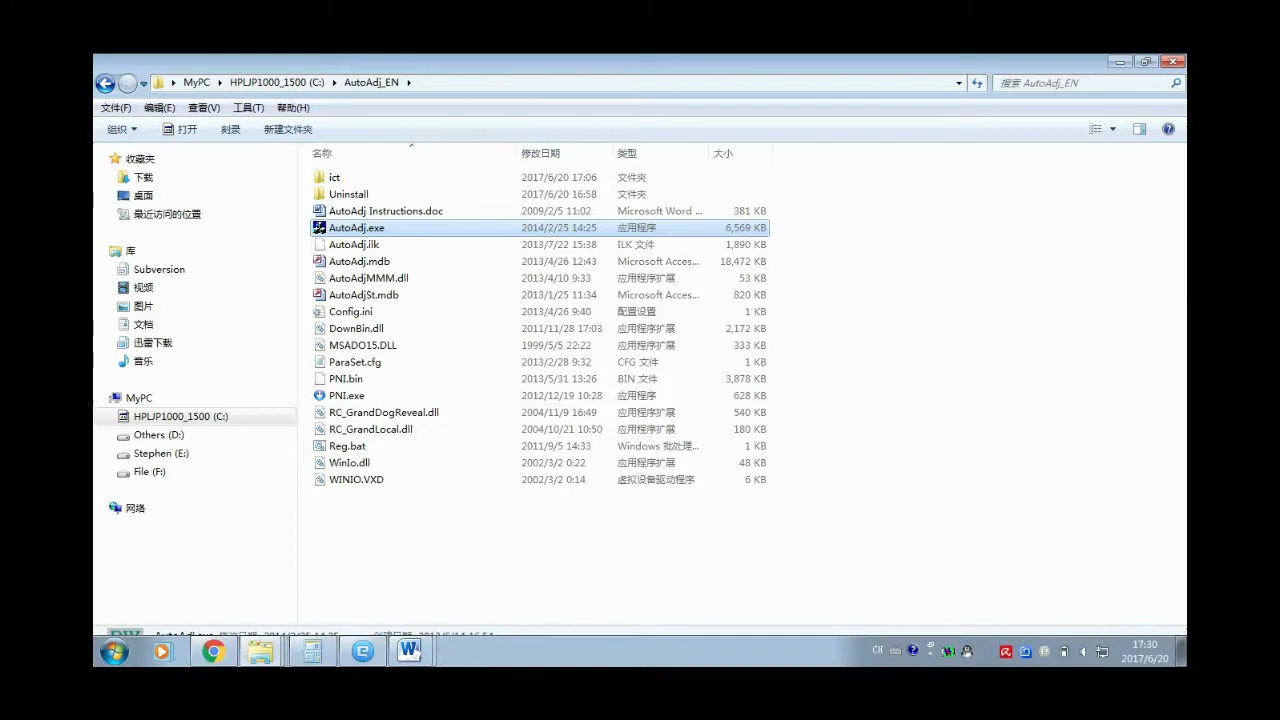 MyPC HPLJP1000_1500 (C:) AutoAdj_EN
搜索 AutoAdj_EN
文件(F) 编辑(E) 查看(V) 工具(T) 帮助(H)
组织 打开 刻录 新建文件夹
收藏夹
下载
桌面
最近访问的位置
库
Subversion
视频
图片
文档
迅雷下载
音乐
MyPC
HPLJP1000_1500 (C:)
Others (D:)
Stephen (E:)
File (F:)
网络
名称 修改日期 类型 大小
ict 2017/6/20 17:06 文件夹
Uninstall 2017/6/20 16:58 文件夹
AutoAdj Instructions.doc 2009/2/5 11:02 Microsoft Word ... 381 KB
AutoAdj.exe 2014/2/25 14:25 应用程序 6,569 KB
AutoAdj.ilk 2013/7/22 15:38 ILK 文件 1,890 KB
AutoAdj.mdb 2013/4/26 12:43 Microsoft Acces... 18,472 KB
AutoAdjMMM.dll 2013/4/10 9:33 应用程序扩展 53 KB
AutoAdjSt.mdb 2013/1/25 11:34 Microsoft Acces... 820 KB
Config.ini 2013/4/26 9:40 配置设置 1 KB
DownBin.dll 2011/11/28 17:03 应用程序扩展 2,172 KB
MSADO15.DLL 1999/5/5 22:22 应用程序扩展 333 KB
ParaSet.cfg 2013/2/28 9:32 CFG 文件 1 KB
PNI.bin 2013/5/31 13:26 BIN 文件 3,878 KB
PNI.exe 2012/12/19 10:28 应用程序 628 KB
RC_GrandDogReveal.dll 2004/11/9 16:49 应用程序扩展 540 KB
RC_GrandLocal.dll 2004/10/21 10:50 应用程序扩展 180 KB
Reg.bat 2011/9/5 14:33 Windows 批处理... 1 KB
WinIo.dll 2002/3/2 0:22 应用程序扩展 48 KB
WINIO.VXD 2002/3/2 0:14 虚拟设备驱动程序 6 KB
CH
17:30
2017/6/20